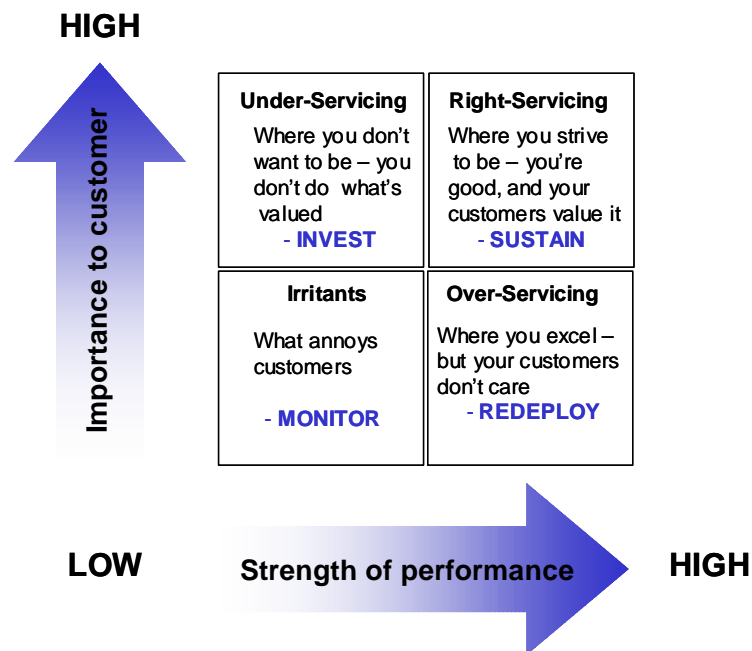 HIGH
Importance to customer
Under-Servicing
Where you don't
want to be – you
don't do what's
valued
- INVEST
Right-Servicing
Where you strive
to be – you're
good, and your
customers value it
- SUSTAIN
Irritants
What annoys
customers
- MONITOR
Over-Servicing
Where you excel –
but your customers
don't care
- REDEPLOY
LOW
Strength of performance
HIGH